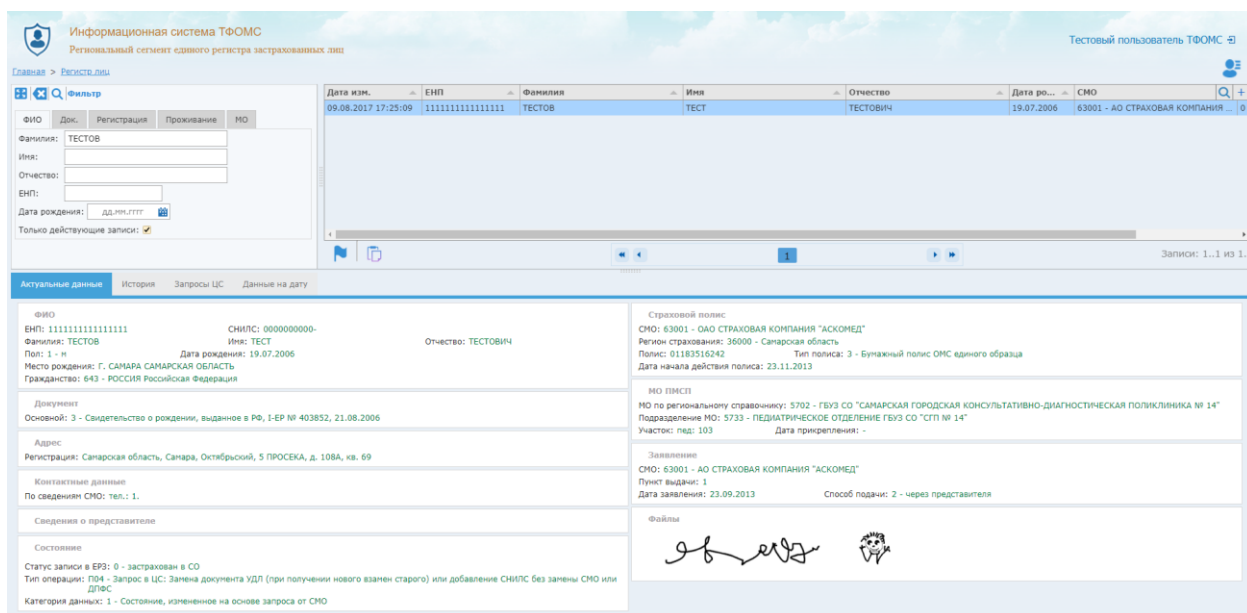 Информационная система ТФОМС
Региональный сегмент единого регистра застрахованных лиц
Тестовый пользователь ТФОМС
Главная > Регистр лиц
Фильтр
ФИО Док. Регистрация Проживание МО
Фамилия: ТЕСТОВ
Имя:
Отчество:
ЕНП:
Дата рождения: дд.мм.гггг
Только действующие записи:
Дата изм. ЕНП Фамилия Имя Отчество Дата ро... СМО
09.08.2017 17:25:09 1111111111111111 ТЕСТОВ ТЕСТ ТЕСТОВИЧ 19.07.2006 63001 - АО СТРАХОВАЯ КОМПАНИЯ ... 0
1
Записи: 1..1 из 1.
Актуальные данные История Запросы ЦС Данные на дату
ФИО
ЕНП: 1111111111111111 СНИЛС: 0000000000-
Фамилия: ТЕСТОВ Имя: ТЕСТ Отчество: ТЕСТОВИЧ
Пол: 1 - м Дата рождения: 19.07.2006
Место рождения: Г. САМАРА САМАРСКАЯ ОБЛАСТЬ
Гражданство: 643 - РОССИЯ Российская Федерация
Документ
Основной: 3 - Свидетельство о рождении, выданное в РФ, I-ЕР № 403852, 21.08.2006
Адрес
Регистрация: Самарская область, Самара, Октябрьский, 5 ПРОСЕКА, д. 108А, кв. 69
Контактные данные
По сведениям СМО: тел.: 1.
Сведения о представителе
Состояние
Статус записи в ЕРЗ: 0 - застрахован в СО
Тип операции: П04 - Запрос в ЦС: Замена документа УДЛ (при получении нового взамен старого) или добавление СНИЛС без замены СМО или
ДПФС
Категория данных: 1 - Состояние, измененное на основе запроса от СМО
Страховой полис
СМО: 63001 - ОАО СТРАХОВАЯ КОМПАНИЯ "АСКОМЕД"
Регион страхования: 36000 - Самарская область
Полис: 01183516242 Тип полиса: 3 - Бумажный полис ОМС единого образца
Дата начала действия полиса: 23.11.2013
МО ПМСП
МО по региональному справочнику: 5702 - ГБУЗ СО "САМАРСКАЯ ГОРОДСКАЯ КОНСУЛЬТАТИВНО-ДИАГНОСТИЧЕСКАЯ ПОЛИКЛИНИКА № 14"
Подразделение МО: 5733 - ПЕДИАТРИЧЕСКОЕ ОТДЕЛЕНИЕ ГБУЗ СО "СГП № 14"
Участок: пед: 103 Дата прикрепления: -
Заявление
СМО: 63001 - АО СТРАХОВАЯ КОМПАНИЯ "АСКОМЕД"
Пункт выдачи: 1
Дата заявления: 23.09.2013 Способ подачи: 2 - через представителя
Файлы